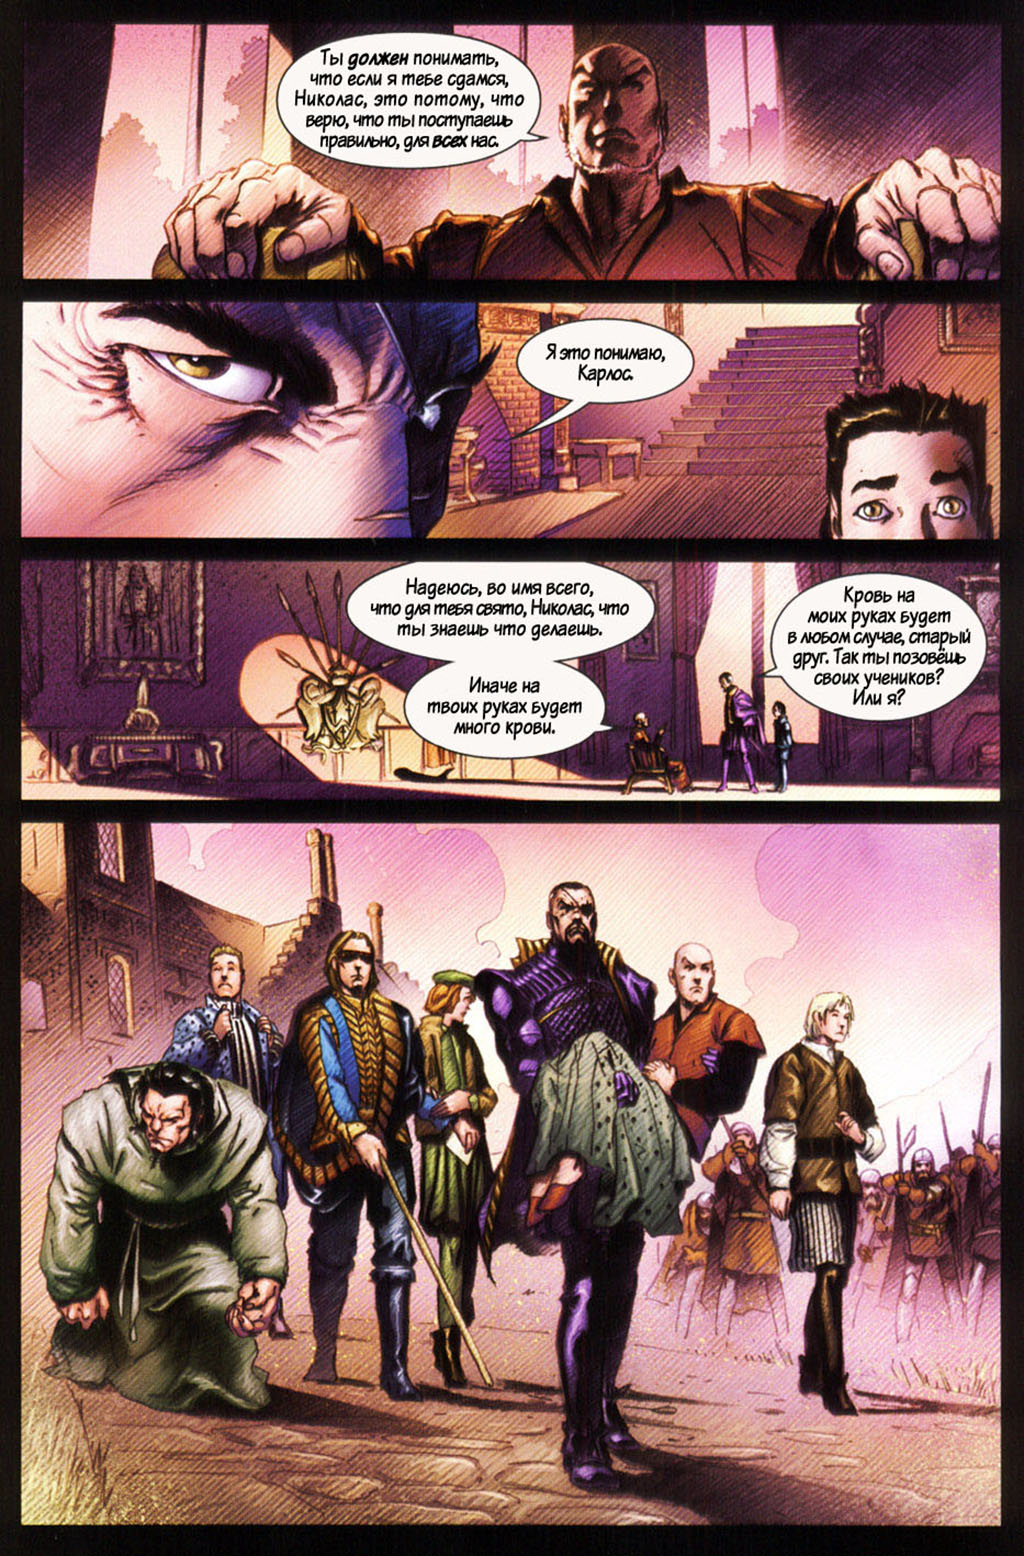 Ты должен понимать,
что если я тебе сдамся,
Николас, это потому, что
верю, что ты поступаешь
правильно, для всех нас.
Я это понимаю,
Карлос.
Надеюсь, во имя всего,
что для тебя свято, Николас, что
ты знаешь что делаешь.
Иначе на
твоих руках будет
много крови.
Кровь на
моих руках будет
в любом случае, старый
друг. Так ты позовёшь
своих учеников?
Или я?